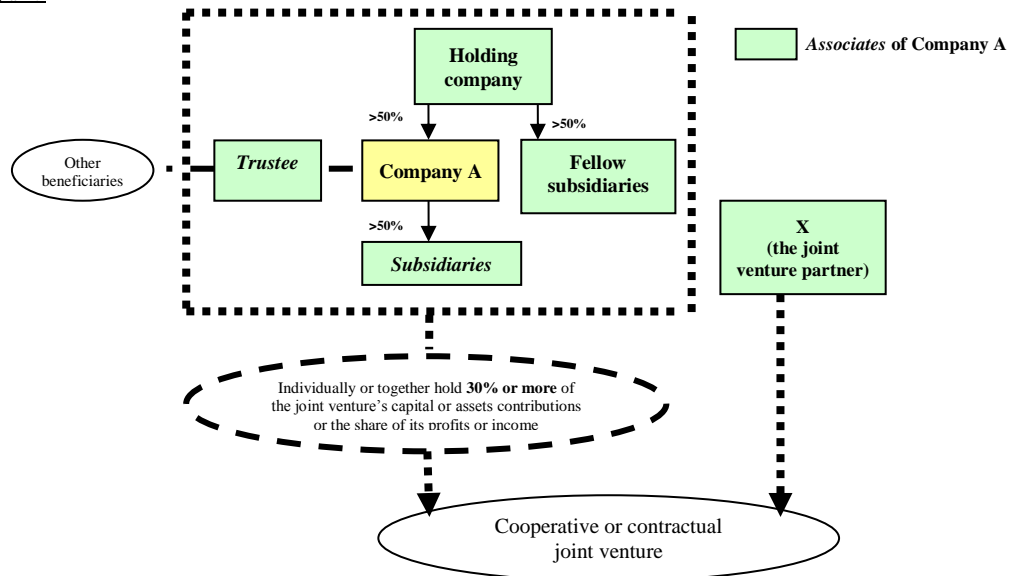 Holding
company
Associates of Company A
>50%
>50%
Other
beneficiaries
Trustee
Company A
Fellow
subsidiaries
>50%
Subsidiaries
X
(the joint
venture partner)
Individually or together hold 30% or more of
the joint venture's capital or assets contributions
or the share of its profits or income
Cooperative or contractual
joint venture